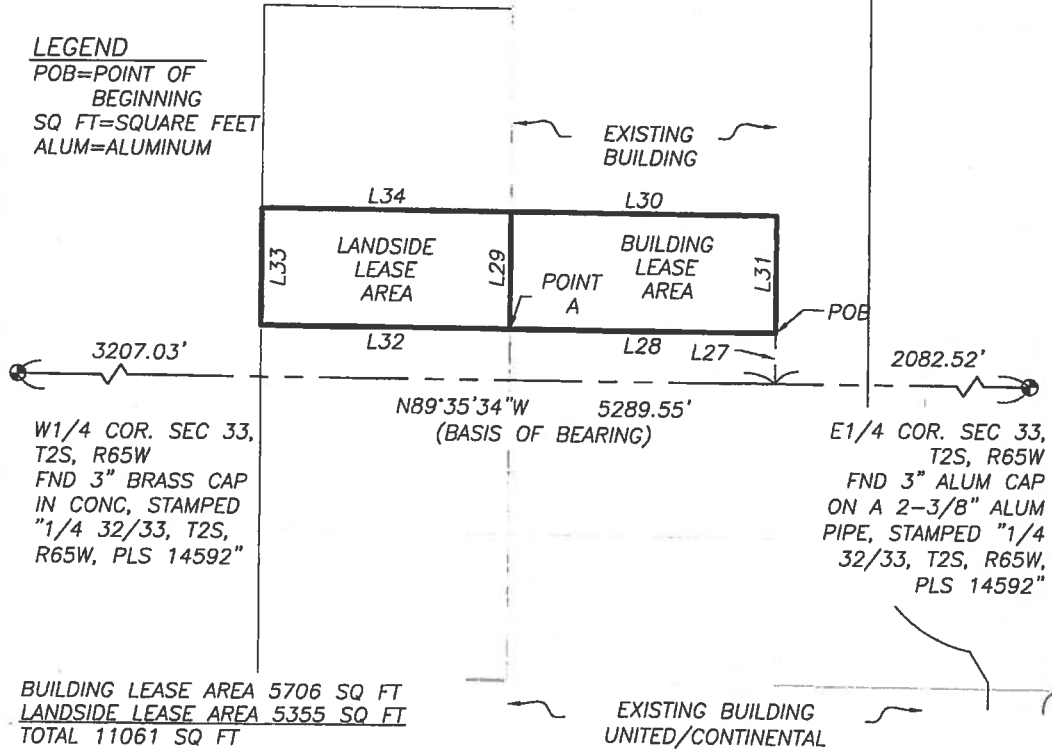 LEGEND
POB=POINT OF
BEGINNING
SQ FT=SQUARE FEET
ALUM=ALUMINUM
EXISTING
BUILDING
L34
L30
L33
LANDSIDE
LEASE
AREA
L29
BUILDING
LEASE
AREA
L31
POINT
A
POB
L32
L28
L27
3207.03'
2082.52'
N89°35'34"W 5289.55'
(BASIS OF BEARING)
W1/4 COR. SEC 33,
T2S, R65W
FND 3" BRASS CAP
IN CONC, STAMPED
"1/4 32/33, T2S,
R65W, PLS 14592"
E1/4 COR. SEC 33,
T2S, R65W
FND 3" ALUM CAP
ON A 2-3/8" ALUM
PIPE, STAMPED "1/4
32/33, T2S, R65W,
PLS 14592"
BUILDING LEASE AREA 5706 SQ FT
LANDSIDE LEASE AREA 5355 SQ FT
TOTAL 11061 SQ FT
EXISTING BUILDING
UNITED/CONTINENTAL